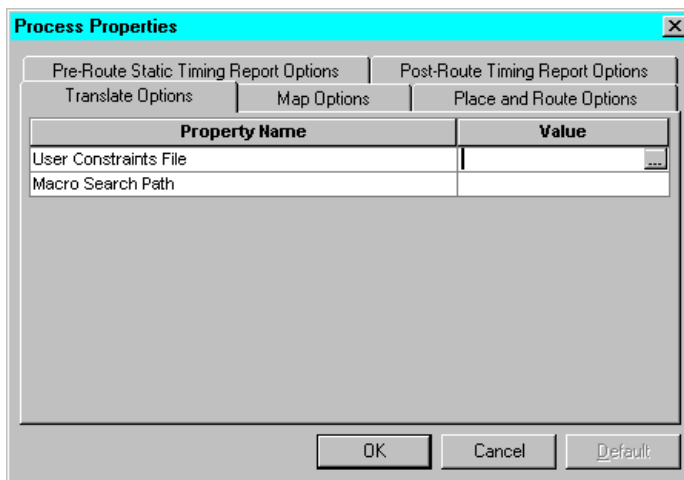 Process Properties
Pre-Route Static Timing Report Options
Post-Route Timing Report Options
Translate Options
Map Options
Place and Route Options
Property Name
Value
User Constraints File
...
Macro Search Path
OK
Cancel
Default